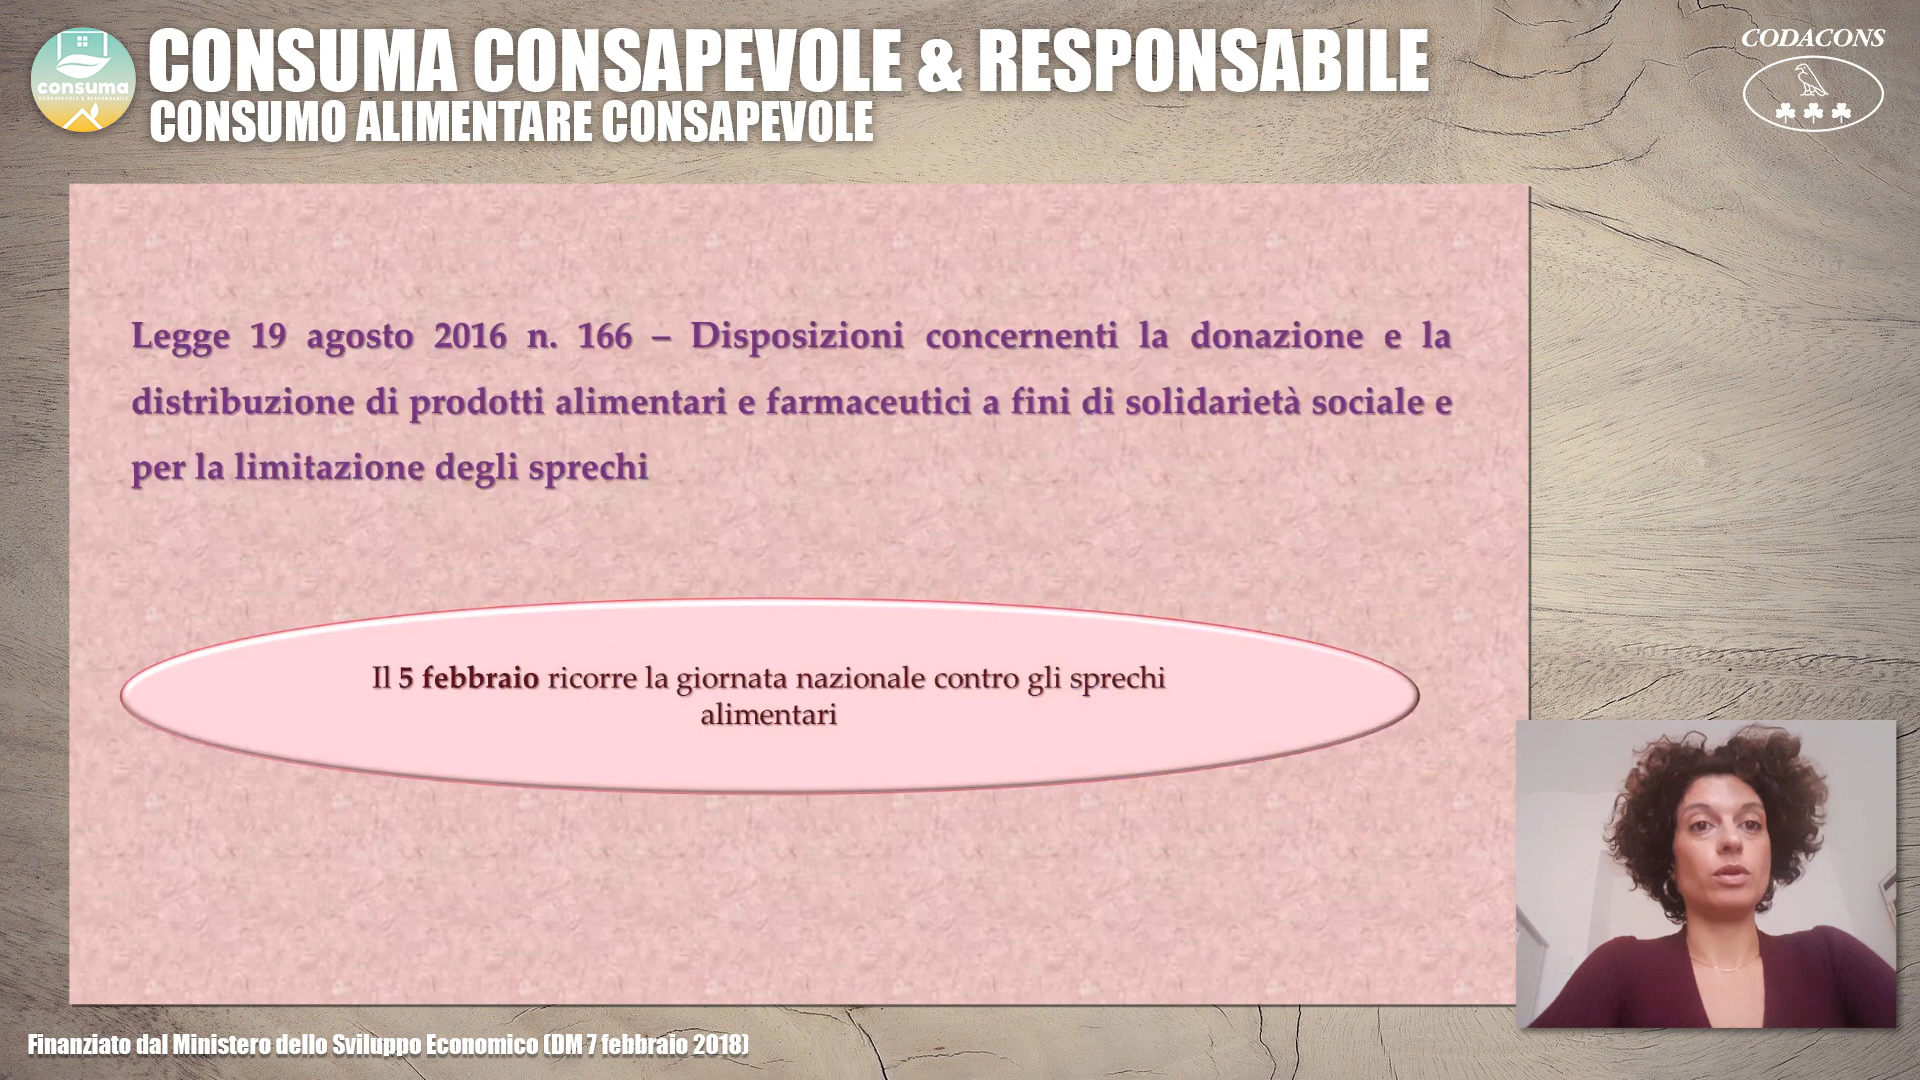 CONSUMA CONSAPEVOLE & RESPONSABILE
CONSUMO ALIMENTARE CONSAPEVOLE
consuma
CONSAPEVOLE & RESPONSABILE
CODACONS
Legge 19 agosto 2016 n. 166 – Disposizioni concernenti la donazione e la
distribuzione di prodotti alimentari e farmaceutici a fini di solidarietà sociale e
per la limitazione degli sprechi
Il 5 febbraio ricorre la giornata nazionale contro gli sprechi
alimentari
Finanziato dal Ministero dello Sviluppo Economico (DM 7 febbraio 2018)